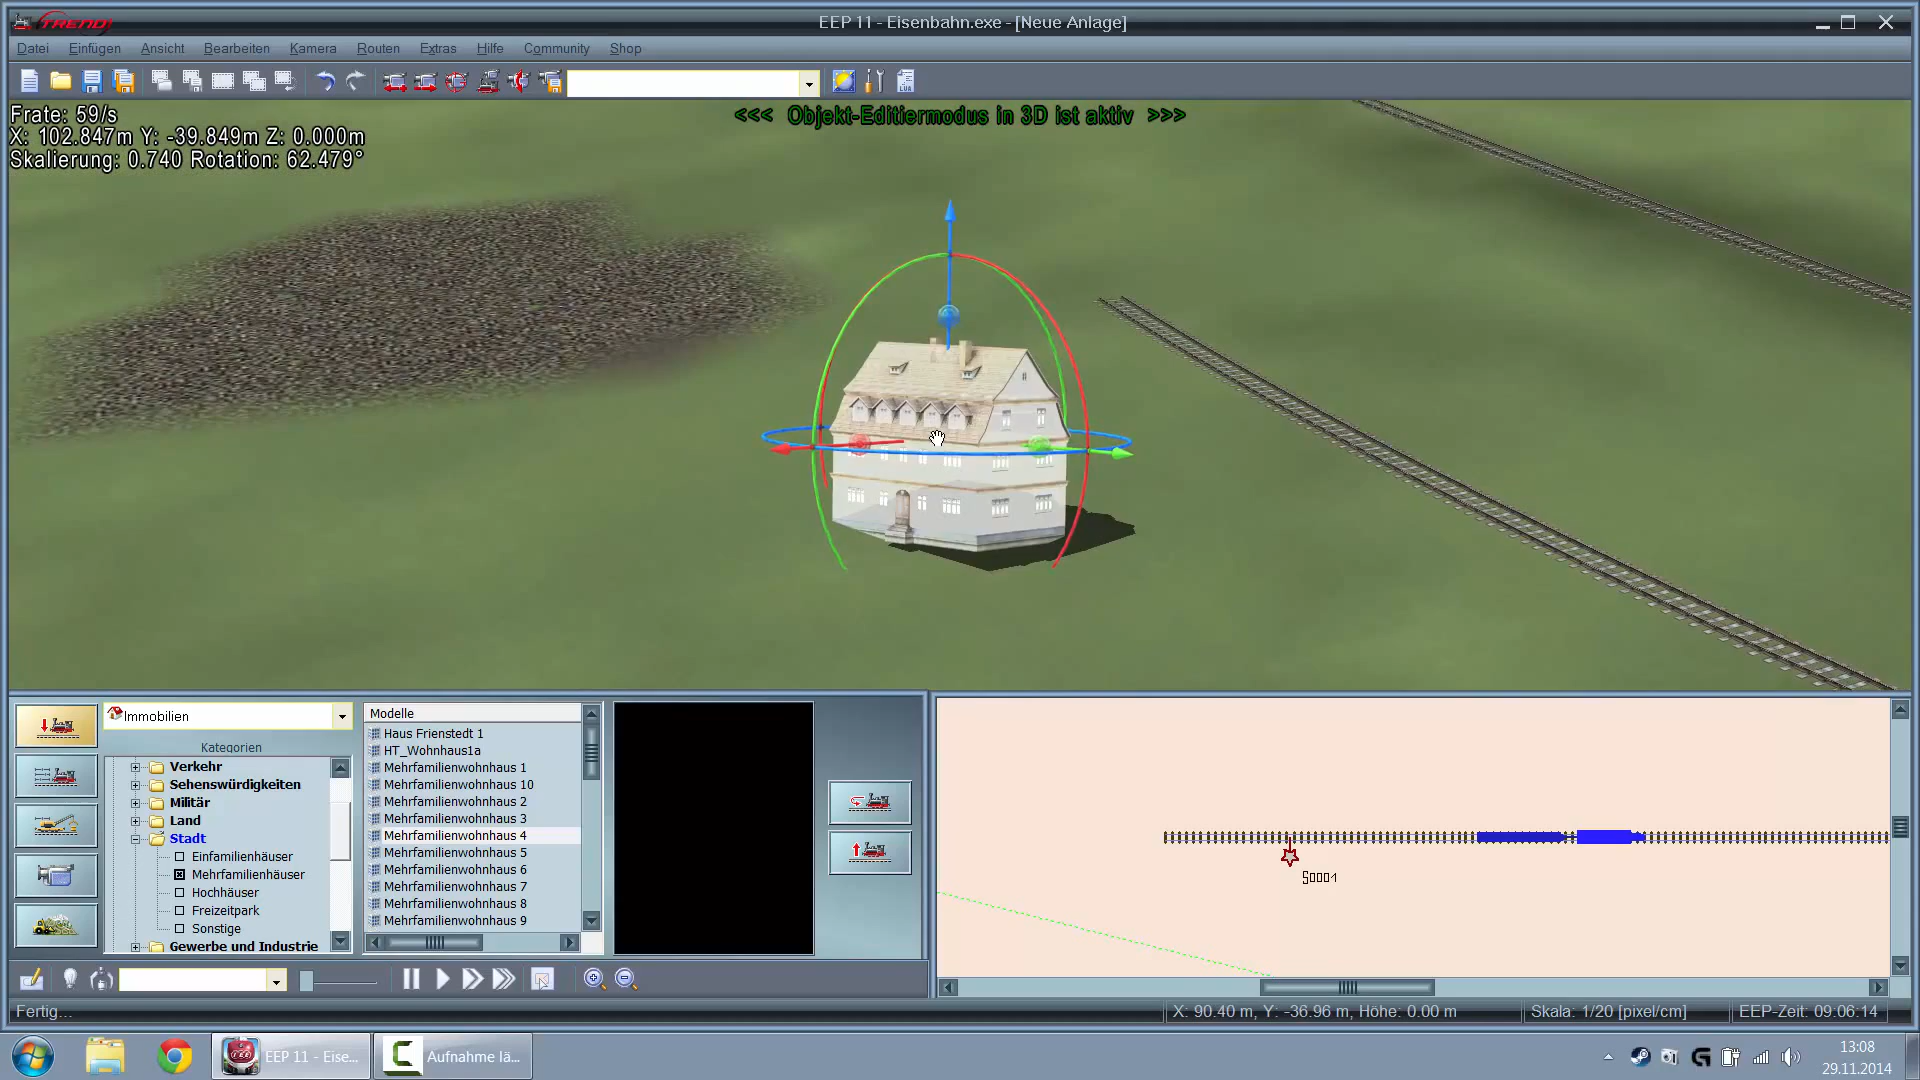 TREND
EEP 11 - Eisenbahn.exe - [Neue Anlage]
Datei Einfügen Ansicht Bearbeiten Kamera Routen Extras Hilfe Community Shop
LUA
Frate: 59/s
X: 102.847m Y: -39.849m Z: 0.000m
Skalierung: 0.740 Rotation: 62.479°
<<< Objekt-Editiermodus in 3D ist aktiv >>>
Immobilien
Kategorien
Verkehr
Sehenswürdigkeiten
Militär
Land
Stadt
Einfamilienhäuser
Mehrfamilienhäuser
Hochhäuser
Freizeitpark
Sonstige
Gewerbe und Industrie
Modelle
Haus Frienstedt 1
HT_Wohnhaus1a
Mehrfamilienwohnhaus 1
Mehrfamilienwohnhaus 10
Mehrfamilienwohnhaus 2
Mehrfamilienwohnhaus 3
Mehrfamilienwohnhaus 4
Mehrfamilienwohnhaus 5
Mehrfamilienwohnhaus 6
Mehrfamilienwohnhaus 7
Mehrfamilienwohnhaus 8
Mehrfamilienwohnhaus 9
S0001
Fertig...
X: 90.40 m, Y: -36.96 m, Höhe: 0.00 m
Skala: 1/20 [pixel/cm]
EEP-Zeit: 09:06:14
EEP 11 - Eise...
Aufnahme lä...
13:08
29.11.2014